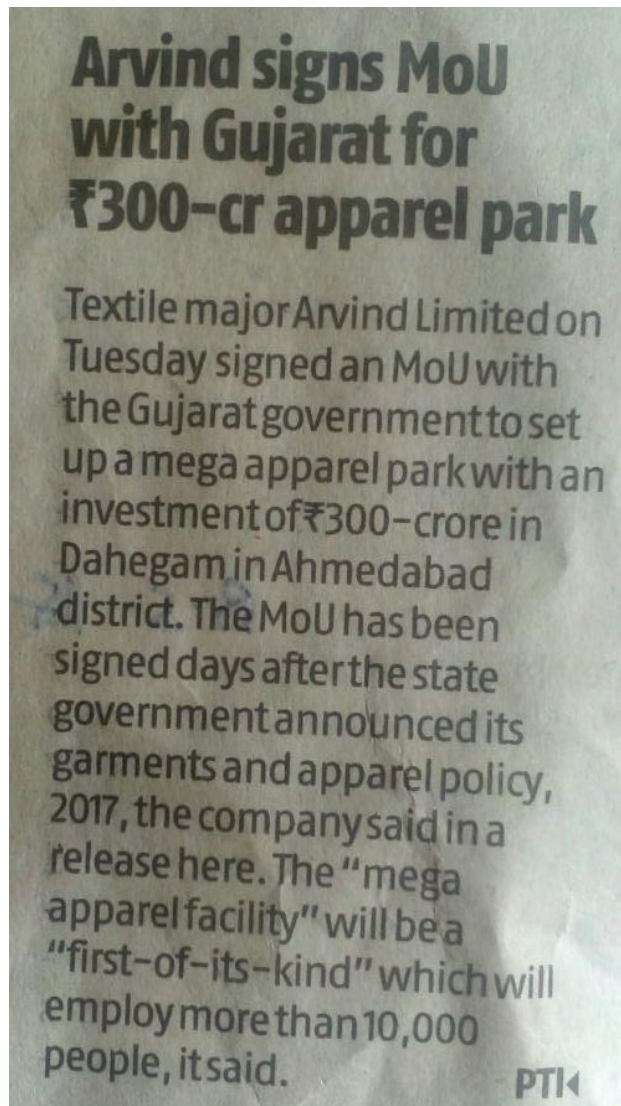 Arvind signs MoU
with Gujarat for
₹300-cr apparel park
Textile major Arvind Limited on
Tuesday signed an MoU with
the Gujarat government to set
up a mega apparel park with an
investment of ₹300-crore in
Dahegam in Ahmedabad
district. The MoU has been
signed days after the state
government announced its
garments and apparel policy,
2017, the company said in a
release here. The “mega
apparel facility” will be a
“first-of-its-kind” which will
employ more than 10,000
people, it said. PTI